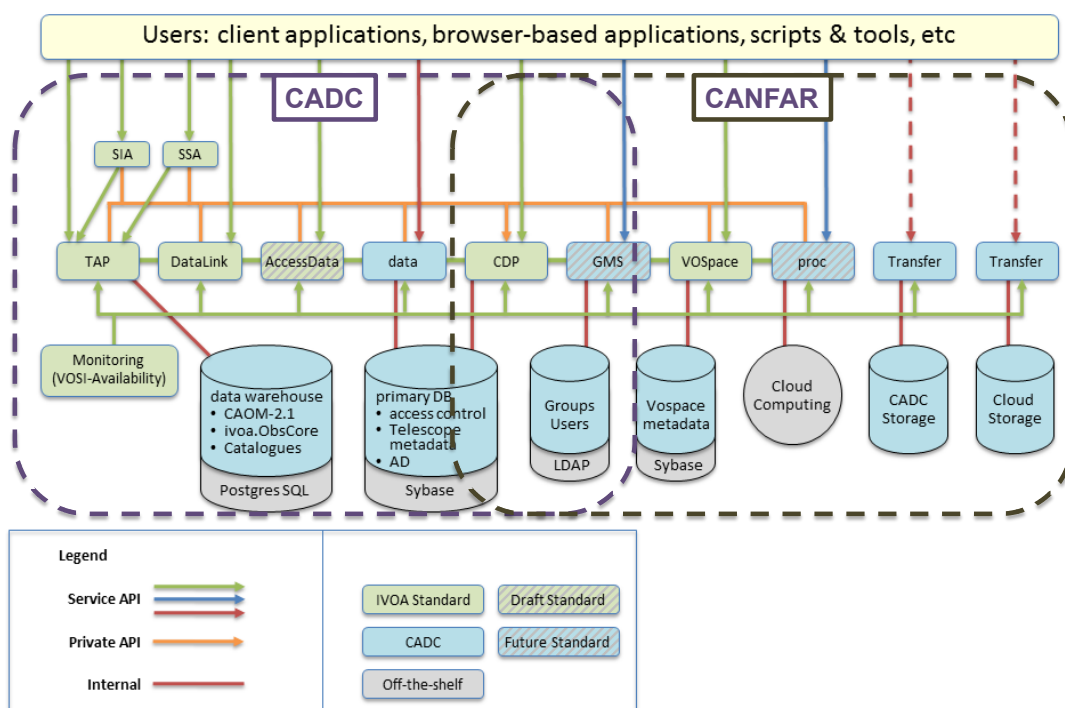 Users: client applications, browser-based applications, scripts & tools, etc
CADC
CANFAR
Transfer
Transfer
SIA
SSA
TAP
DataLink
AccessData
data
CDP
GMS
VOSpace
proc
Transfer
Transfer
Monitoring
(VOSI-Availability)
data warehouse
• CAOM-2.1
• ivoa.ObsCore
• Catalogues
Postgres SQL
primary DB
• access control
• Telescope
metadata
• AD
Sybase
Groups
Users
LDAP
Vospace
metadata
Sybase
Cloud
Computing
CADC
Storage
Cloud
Storage
Legend
Service API
Private API
Internal
IVOA Standard
Draft Standard
CADC
Future Standard
Off-the-shelf